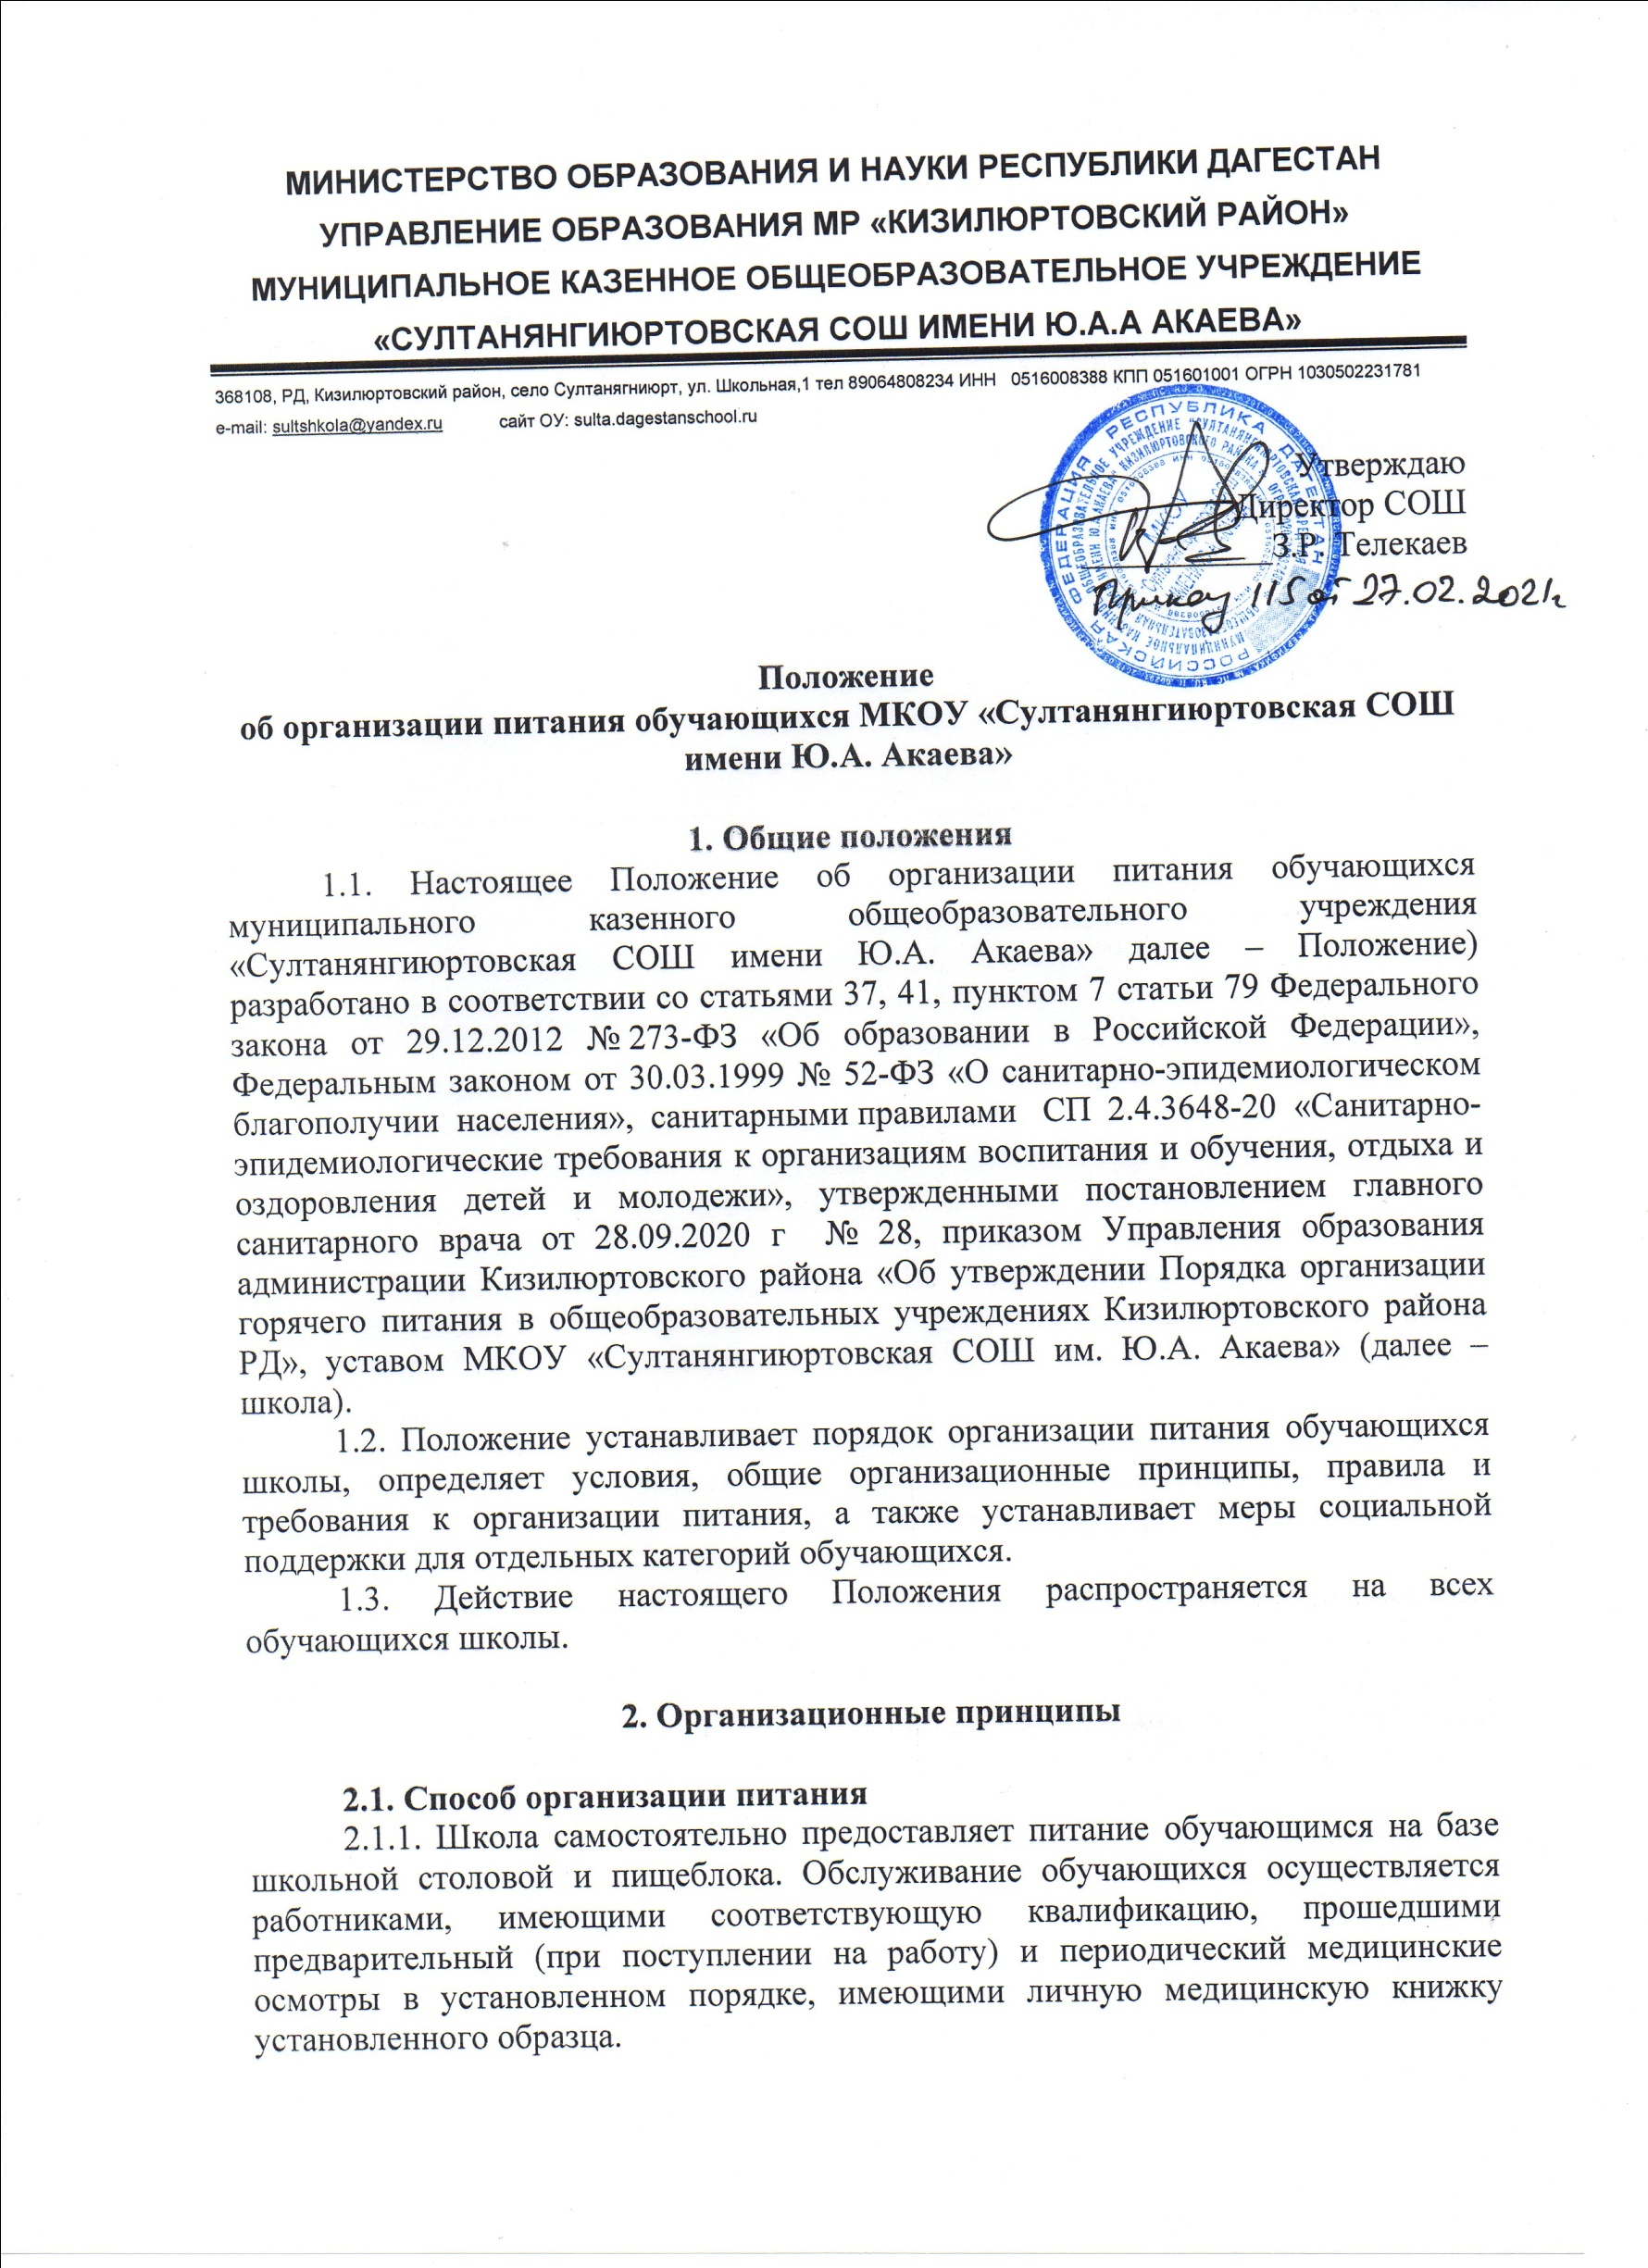 МИНИСТЕРСТВО ОБРАЗОВАНИЯ И НАУКИ РЕСПУБЛИКИ ДАГЕСТАН
УПРАВЛЕНИЕ ОБРАЗОВАНИЯ МР «КИЗИЛЮРТОВСКИЙ РАЙОН»
МУНИЦИПАЛЬНОЕ КАЗЕННОЕ ОБЩЕОБРАЗОВАТЕЛЬНОЕ УЧРЕЖДЕНИЕ
«СУЛТАНЯНГИЮРТОВСКАЯ СОШ ИМЕНИ Ю.А.А АКАЕВА»
368108, РД, Кизилюртовский район, село Султанягниюрт, ул. Школьная,1 тел 89064808234 ИНН 0516008388 КПП 051601001 ОГРН 1030502231781
e-mail: sultshkola@yandex.ru сайт ОУ: sulta.dagestanschool.ru
Утверждаю
Директор СОШ
З.Р. Телекаев
Приказ 115 от 27.02.2021г
РОССИЙСКАЯ ФЕДЕРАЦИЯ РЕСПУБЛИКА ДАГЕСТАН
Положение
об организации питания обучающихся МКОУ «Султанянгиюртовская СОШ
имени Ю.А. Акаева»
1. Общие положения
1.1. Настоящее Положение об организации питания обучающихся
муниципального казенного общеобразовательного учреждения
«Султанянгиюртовская СОШ имени Ю.А. Акаева» далее – Положение)
разработано в соответствии со статьями 37, 41, пунктом 7 статьи 79 Федерального
закона от 29.12.2012 № 273-ФЗ «Об образовании в Российской Федерации»,
Федеральным законом от 30.03.1999 № 52-ФЗ «О санитарно-эпидемиологическом
благополучии населения», санитарными правилами СП 2.4.3648-20 «Санитарно-
эпидемиологические требования к организациям воспитания и обучения, отдыха и
оздоровления детей и молодежи», утвержденными постановлением главного
санитарного врача от 28.09.2020 г № 28, приказом Управления образования
администрации Кизилюртовского района «Об утверждении Порядка организации
горячего питания в общеобразовательных учреждениях Кизилюртовского района
РД», уставом МКОУ «Султанянгиюртовская СОШ им. Ю.А. Акаева» (далее –
школа).
1.2. Положение устанавливает порядок организации питания обучающихся
школы, определяет условия, общие организационные принципы, правила и
требования к организации питания, а также устанавливает меры социальной
поддержки для отдельных категорий обучающихся.
1.3. Действие настоящего Положения распространяется на всех
обучающихся школы.
2. Организационные принципы
2.1. Способ организации питания
2.1.1. Школа самостоятельно предоставляет питание обучающимся на базе
школьной столовой и пищеблока. Обслуживание обучающихся осуществляется
работниками, имеющими соответствующую квалификацию, прошедшими
предварительный (при поступлении на работу) и периодический медицинские
осмотры в установленном порядке, имеющими личную медицинскую книжку
установленного образца.